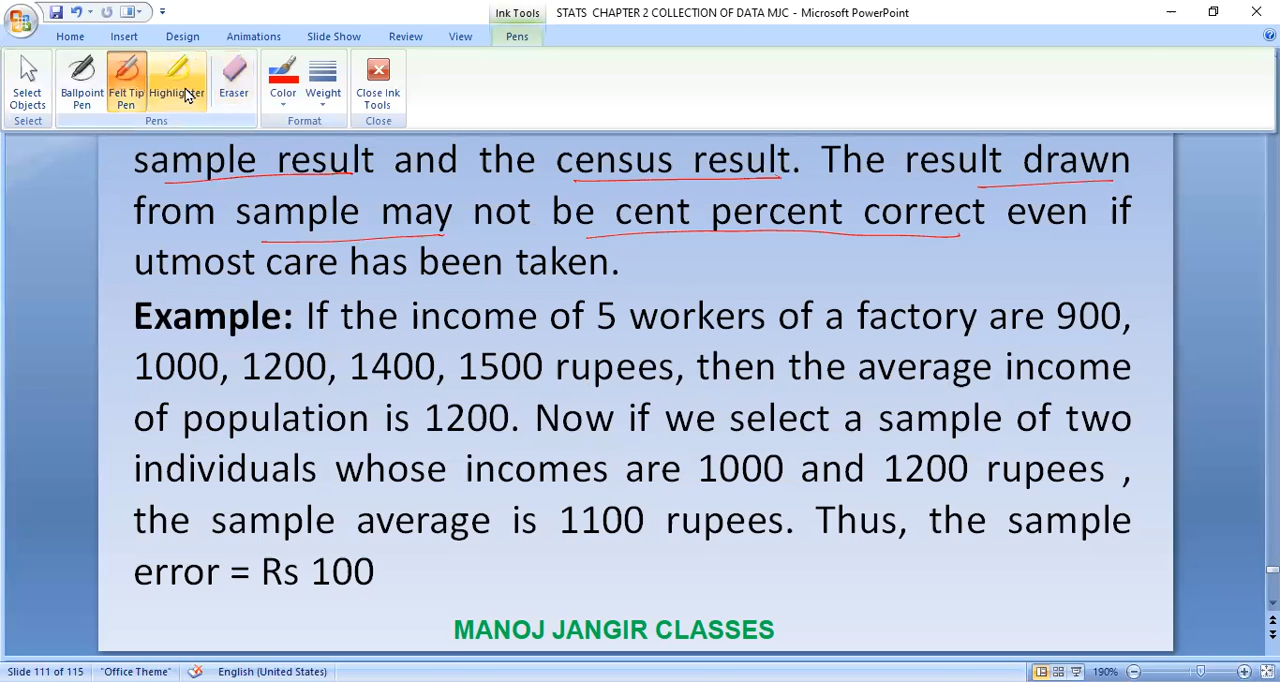 Ink Tools
STATS CHAPTER 2 COLLECTION OF DATA MJC - Microsoft PowerPoint
Home Insert Design Animations Slide Show Review View Pens
Select Objects
Ballpoint Pen
Felt Tip Pen
Highlighter
Eraser
Color
Weight
Close Ink Tools
Select Pens Format Close
sample result and the census result. The result drawn
from sample may not be cent percent correct even if
utmost care has been taken.
Example: If the income of 5 workers of a factory are 900,
1000, 1200, 1400, 1500 rupees, then the average income
of population is 1200. Now if we select a sample of two
individuals whose incomes are 1000 and 1200 rupees ,
the sample average is 1100 rupees. Thus, the sample
error = Rs 100
MANOJ JANGIR CLASSES
Slide 111 of 115 "Office Theme" English (United States) 190%